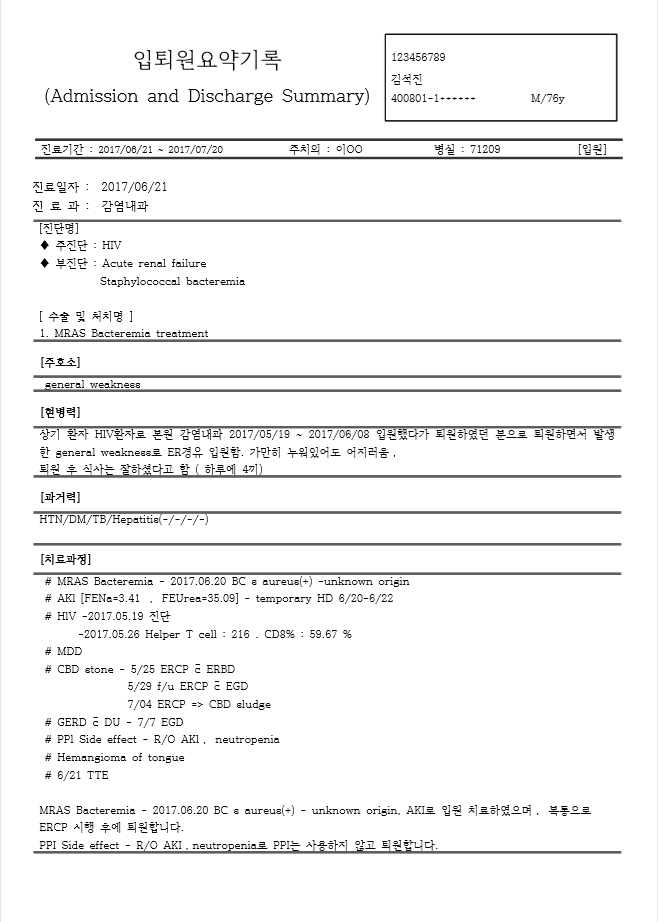 입퇴원요약기록
(Admission and Discharge Summary)
123456789
김석진
400801-1++++++ M/76y
진료기간 : 2017/06/21 ~ 2017/07/20 주치의 : 이OO 병실 : 71209 [입원]
진료일자 : 2017/06/21
진 료 과 : 감염내과
[진단명]
♦ 주진단 : HIV
♦ 부진단 : Acute renal failure
Staphylococcal bacteremia
[ 수술 및 처치명 ]
1. MRAS Bacteremia treatment
[주호소]
general weakness
[현병력]
상기 환자 HIV환자로 본원 감염내과 2017/05/19 ~ 2017/06/08 입원했다가 퇴원하였던 분으로 퇴원하면서 발생
한 general weakness로 ER경유 입원함. 가만히 누워있어도 어지러움 ,
퇴원 후 식사는 잘하셨다고 함 ( 하루에 4끼)
[과거력]
HTN/DM/TB/Hepatitis(-/-/-/-)
[치료과정]
# MRAS Bacteremia - 2017.06.20 BC s aureus(+) -unknown origin
# AKI [FENa=3.41 , FEUrea=35.09] - temporary HD 6/20-6/22
# HIV -2017.05.19 진단
-2017.05.26 Helper T cell : 216 . CD8% : 59.67 %
# MDD
# CBD stone - 5/25 ERCP c̄ ERBD
5/29 f/u ERCP c̄ EGD
7/04 ERCP => CBD sludge
# GERD c̄ DU - 7/7 EGD
# PPI Side effect - R/O AKI , neutropenia
# Hemangioma of tongue
# 6/21 TTE
MRAS Bacteremia - 2017.06.20 BC s aureus(+) - unknown origin, AKI로 입원 치료하였으며 , 복통으로
ERCP 시행 후에 퇴원합니다.
PPI Side effect - R/O AKI , neutropenia로 PPI는 사용하지 않고 퇴원합니다.